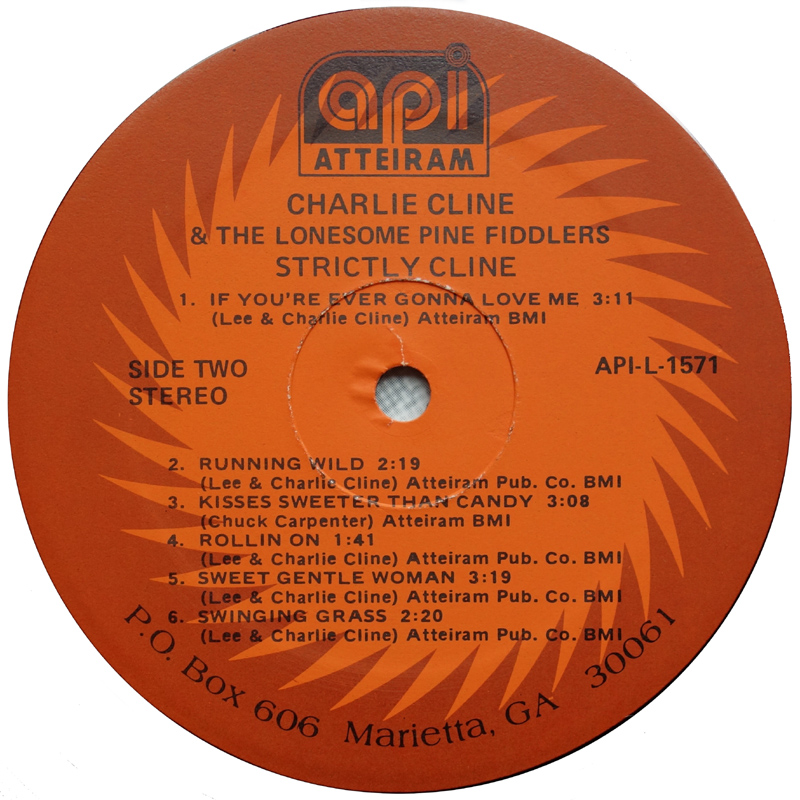 api
ATTEIRAM
CHARLIE CLINE
& THE LONESOME PINE FIDDLERS
STRICTLY CLINE
1. IF YOU'RE EVER GONNA LOVE ME 3:11
(Lee & Charlie Cline) Atteiram BMI
SIDE TWO
STEREO
API-L-1571
2. RUNNING WILD 2:19
(Lee & Charlie Cline) Atteiram Pub. Co. BMI
3. KISSES SWEETER THAN CANDY 3:08
(Chuck Carpenter) Atteiram BMI
4. ROLLIN ON 1:41
(Lee & Charlie Cline) Atteiram Pub. Co. BMI
5. SWEET GENTLE WOMAN 3:19
(Lee & Charlie Cline) Atteiram Pub. Co. BMI
6. SWINGING GRASS 2:20
(Lee & Charlie Cline) Atteiram Pub. Co. BMI
P.O. Box 606 Marietta, GA 30061